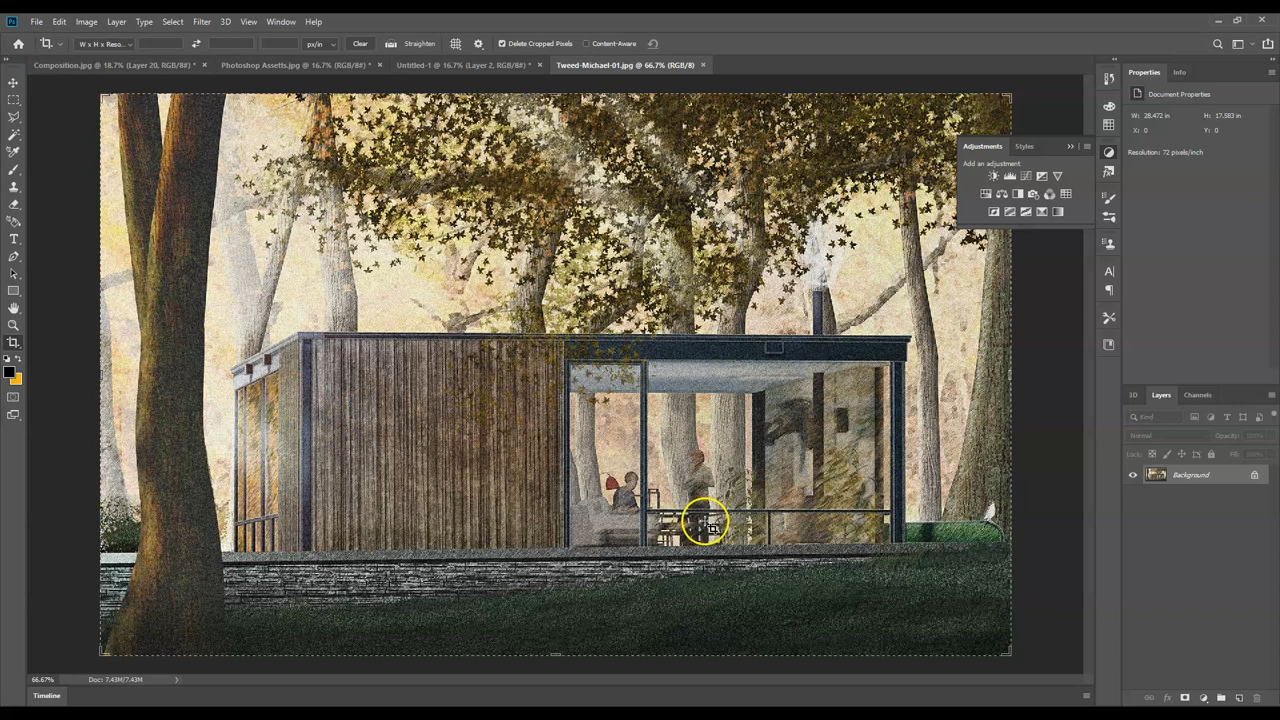 Ps File Edit Image Layer Type Select Filter 3D View Window Help
W x H x Reso... px/in Clear Straighten Delete Cropped Pixels Content-Aware
Composition.jpg @ 18.7% (Layer 20, RGB/8#) * Photoshop Assetts.jpg @ 16.7% (RGB/8#) * Untitled-1 @ 16.7% (Layer 2, RGB/8#) * Tweed-Michael-01.jpg @ 66.7% (RGB/8)
Properties Info
Document Properties
W: 28.472 in H: 17.583 in
X: 0 Y: 0
Resolution: 72 pixels/inch
Adjustments Styles
Add an adjustment
3D Layers Channels
Kind
Normal Opacity: 100%
Lock: Fill: 100%
Background
66.67% Doc: 7.43M/7.43M
Timeline